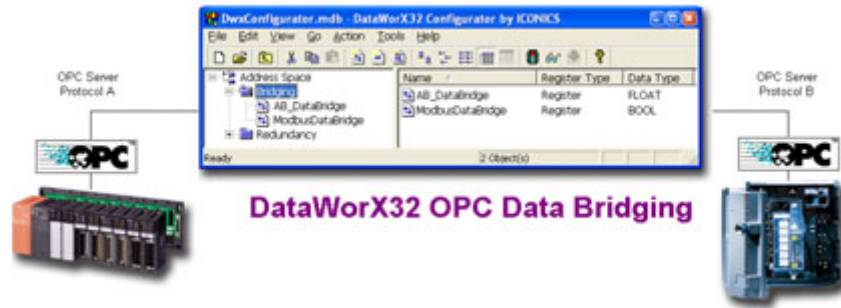 DwxConfigurator.mdb - DataWorX32 Configurator by ICONICS
File Edit View Go Action Tools Help
Address Space
Bridging
AB_DataBridge
ModbusDataBridge
Redundancy
Name / Register Type Data Type
AB_DataBridge Register FLOAT
ModbusDataBridge Register BOOL
Ready 2 Object(s)
OPC Server
Protocol A
OPC
OPC Server
Protocol B
OPC
DataWorX32 OPC Data Bridging